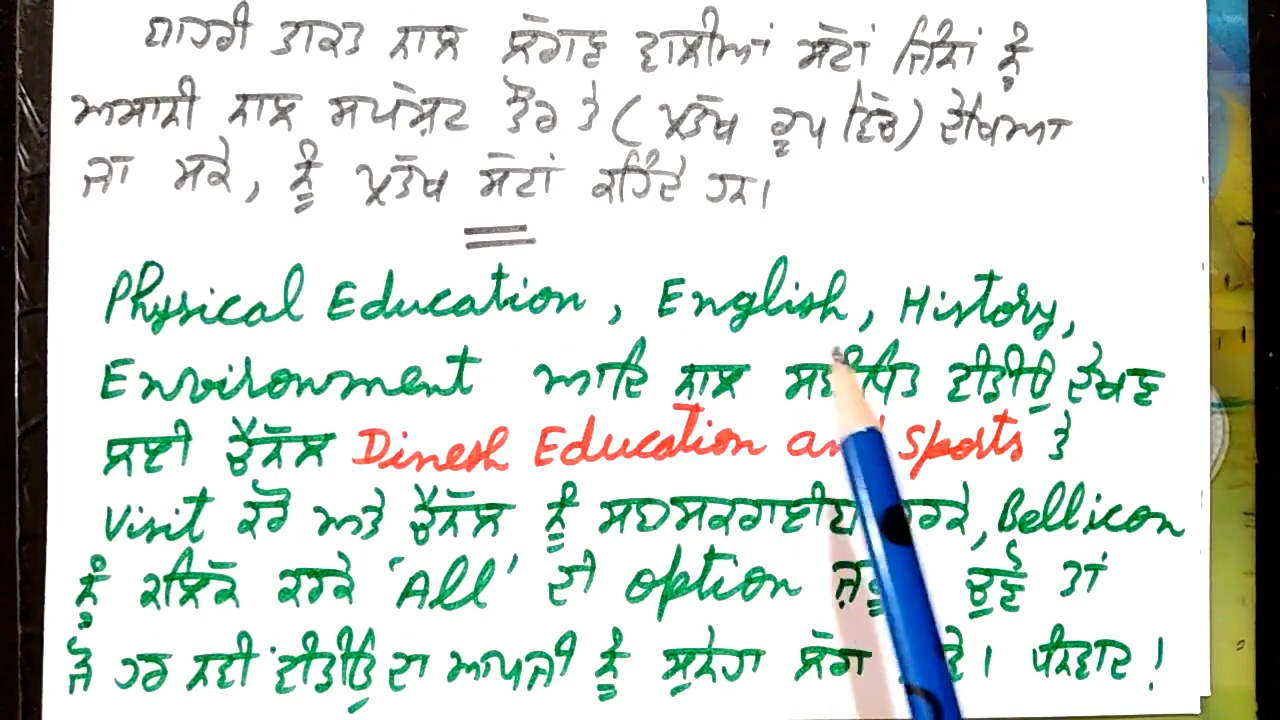 ਬਾਹਰੀ ਤਾਕਤ ਨਾਲ ਲੱਗਣ ਵਾਲੀਆਂ ਸੱਟਾਂ ਜਿੰਨਾਂ ਨੂੰ
ਅਸਾਨੀ ਨਾਲ ਸਪੱਸ਼ਟ ਤੌਰ ਤੇ (ਪ੍ਰਤੱਖ ਰੂਪ ਵਿੱਚ) ਦੇਖਿਆ
ਜਾ ਸਕੇ, ਨੂੰ ਪ੍ਰਤੱਖ ਸੱਟਾਂ ਕਹਿੰਦੇ ਹਨ।
Physical Education, English, History,
Environment ਆਦਿ ਨਾਲ ਵੀਡੀਉ ਦੇਖਣ
ਲਈ ਚੈੱਨਲ Dinesh Education and Sports ਤੇ
Visit ਕਰੋ ਅਤੇ ਚੈੱਨਲ ਨੂੰ ਸਬਸਕਰਾਈਬ ਕਰਕੇ, Bellicon
ਨੂੰ ਕਲਿੱਕ ਕਰਕੇ 'All' ਦੀ option ਚੁਣੋ ਤਾਂ
ਜੋ ਹਰ ਨਵੀਂ ਵੀਡੀਉ ਦਾ ਆਪਜੀ ਨੂੰ ਸੁਨੇਹਾ ਲੱਗ ਧੰਨਵਾਦ!